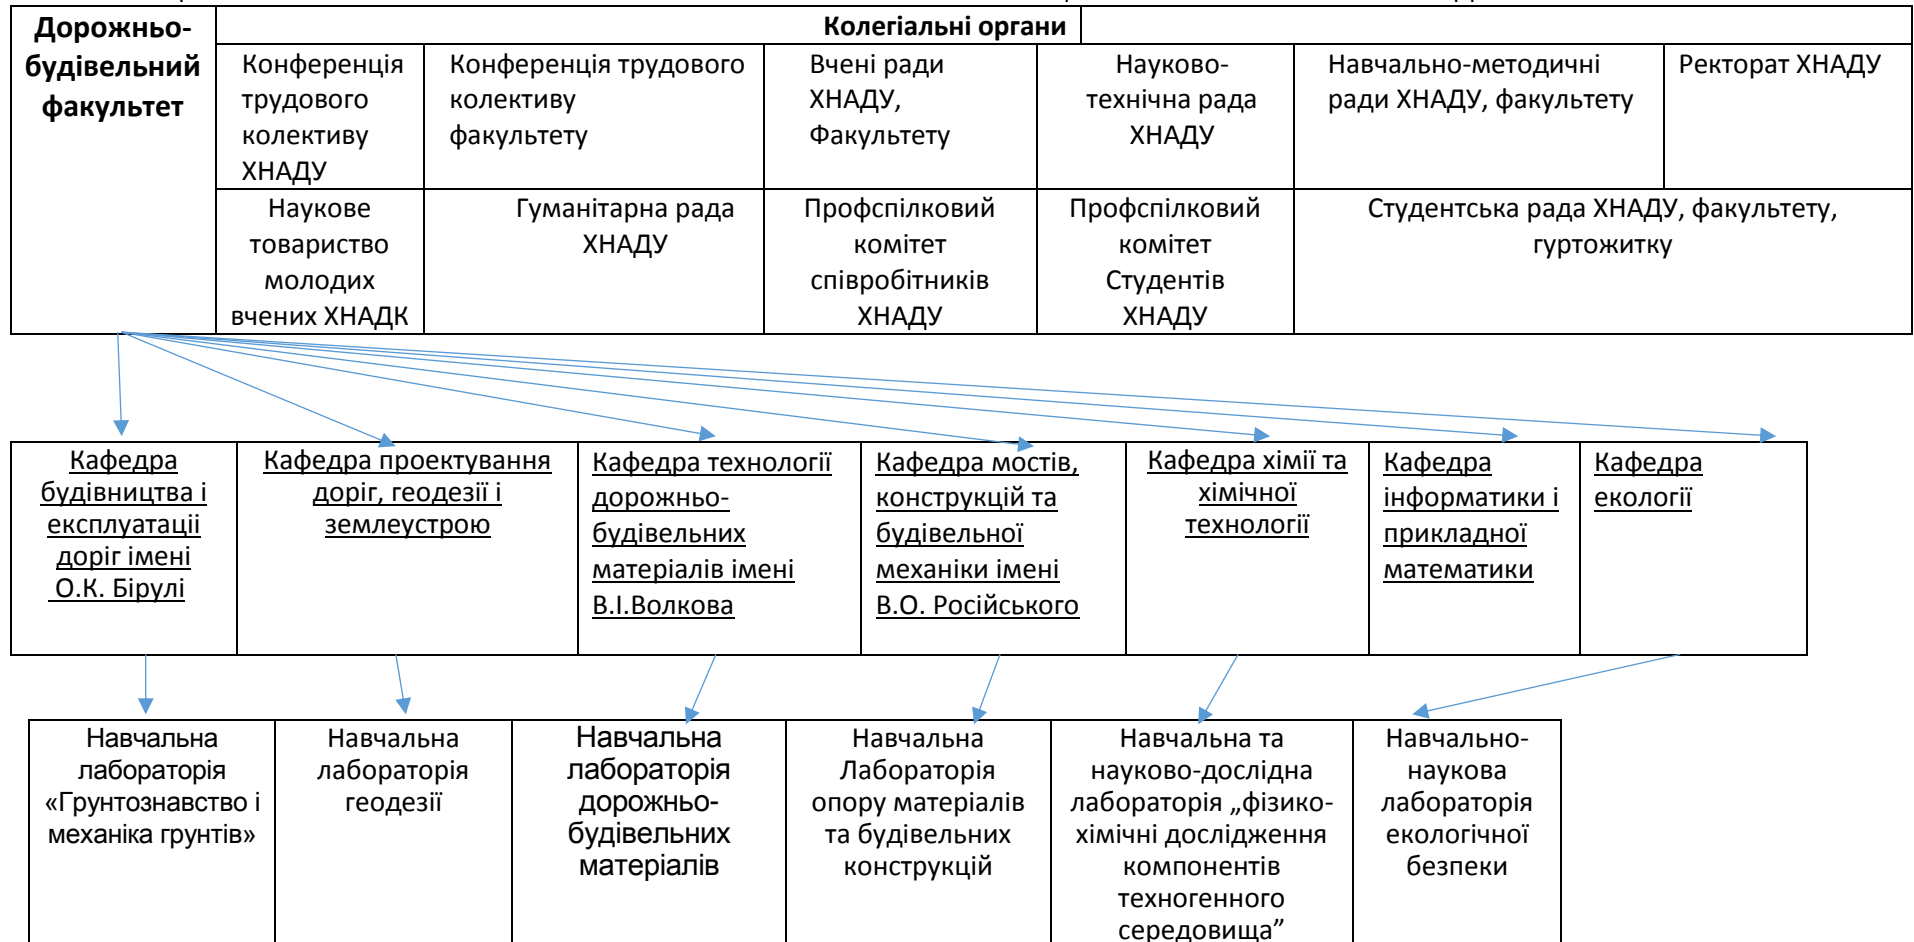 Дорожньо-
будівельний
факультет
Колегіальні органи
Конференція
трудового
колективу
ХНАДУ
Конференція трудового
колективу
факультету
Вчені ради
ХНАДУ,
Факультету
Науково-
технічна рада
ХНАДУ
Навчально-методичні
ради ХНАДУ, факультету
Ректорат ХНАДУ
Наукове
товариство
молодих
вчених ХНАДК
Гуманітарна рада
ХНАДУ
Профспілковий
комітет
співробітників
ХНАДУ
Профспілковий
комітет
Студентів
ХНАДУ
Студентська рада ХНАДУ, факультету,
гуртожитку
Кафедра
будівництва і
експлуатаціі
доріг імені
О.К. Бірулі
Кафедра проектування
доріг, геодезії і
землеустрою
Кафедра технології
дорожньо-
будівельних
матеріалів імені
В.І.Волкова
Кафедра мостів,
конструкцій та
будівельної
механіки імені
В.О. Російського
Кафедра хімії та
хімічної
технології
Кафедра
інформатики і
прикладної
математики
Кафедра
екології
Навчальна
лабораторія
«Грунтознавство і
механіка грунтів»
Навчальна
лабораторія
геодезії
Навчальна
лабораторія
дорожньо-
будівельних
матеріалів
Навчальна
Лабораторія
опору матеріалів
та будівельних
конструкцій
Навчальна та
науково-дослідна
лабораторія „фізико-
хімічні дослідження
компонентів
техногенного
середовища”
Навчально-
наукова
лабораторія
екологічної
безпеки